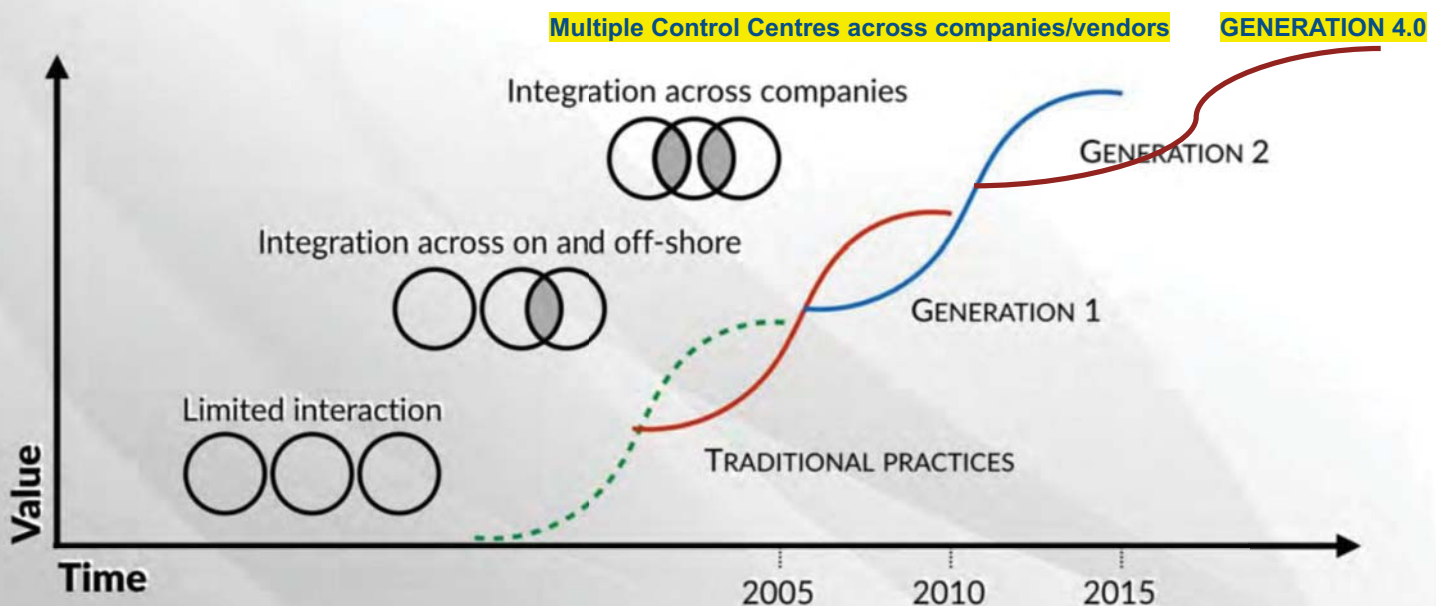 Multiple Control Centres across companies/vendors
GENERATION 4.0
Integration across companies
GENERATION 2
Integration across on and off-shore
GENERATION 1
Limited interaction
TRADITIONAL PRACTICES
Value
Time
2005
2010
2015